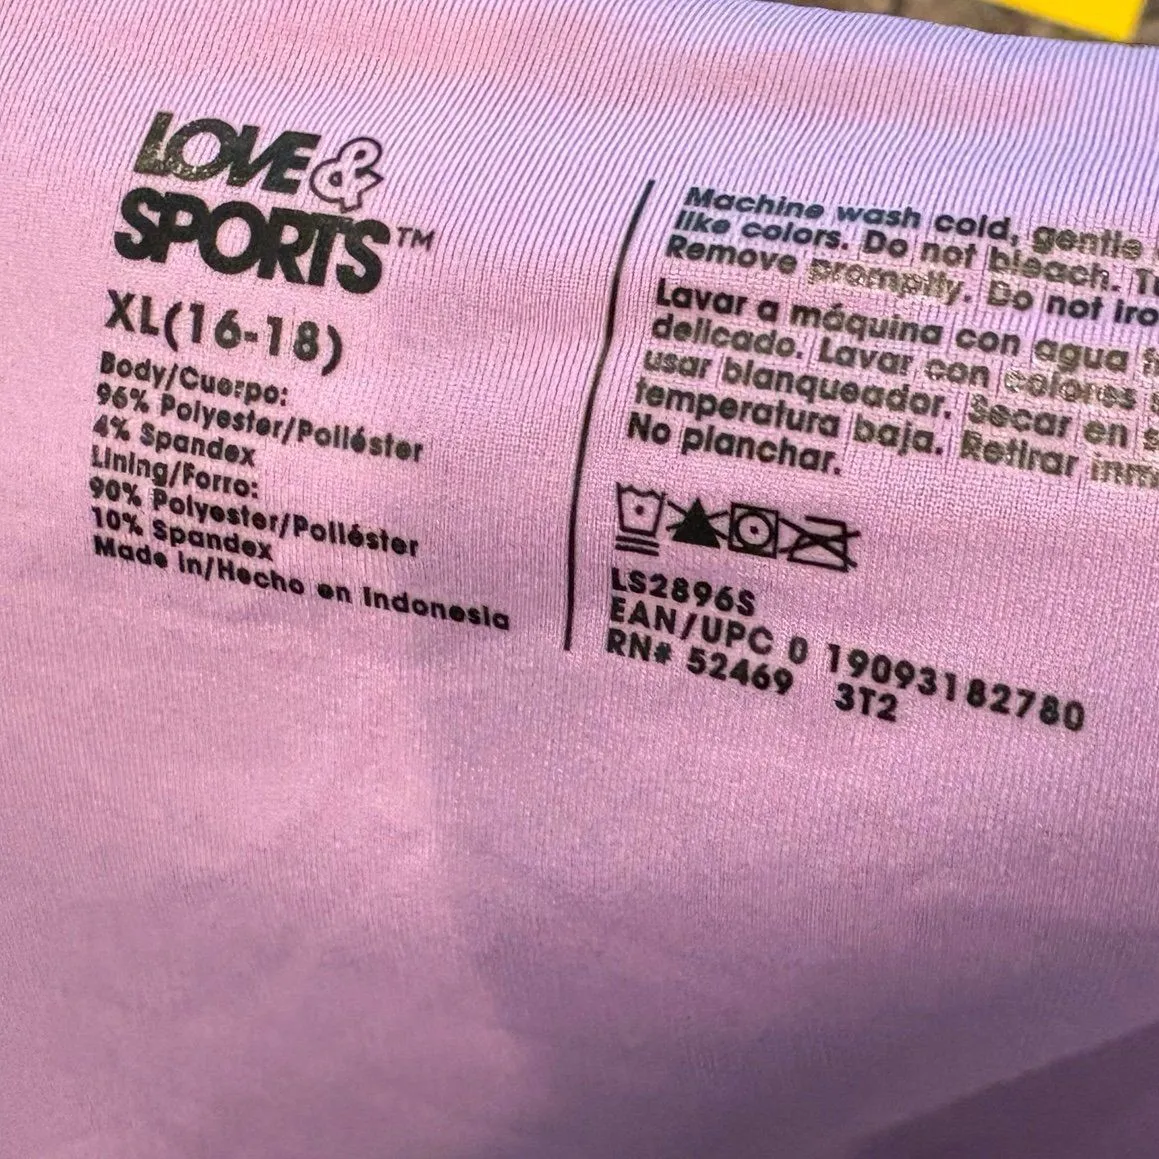 LOVE &
SPORTS™
XL(16-18)
Body/Cuerpo:
96% Polyester/Poliéster
4% Spandex
Lining/Forro:
90% Polyester/Poliéster
10% Spandex
Made in/Hecho en Indonesia
Machine wash cold, gentle
like colors. Do not bleach. Tu
Remove promptly. Do not iro
Lavar a máquina con agua f
delicado. Lavar con colores s
usar blanqueador. Secar en s
temperatura baja. Retirar inm
No planchar.
LS2896S
EAN/UPC 0 19093182780
RN# 52469 3T2